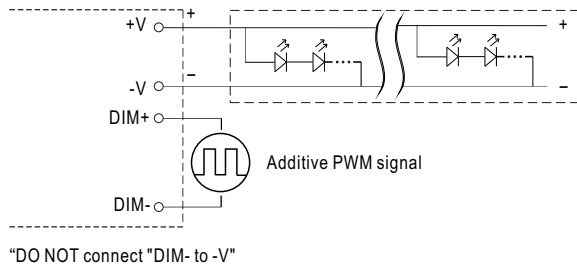 +V
+
+
-V
−
−
DIM+
Additive PWM signal
DIM-
“DO NOT connect "DIM- to -V"